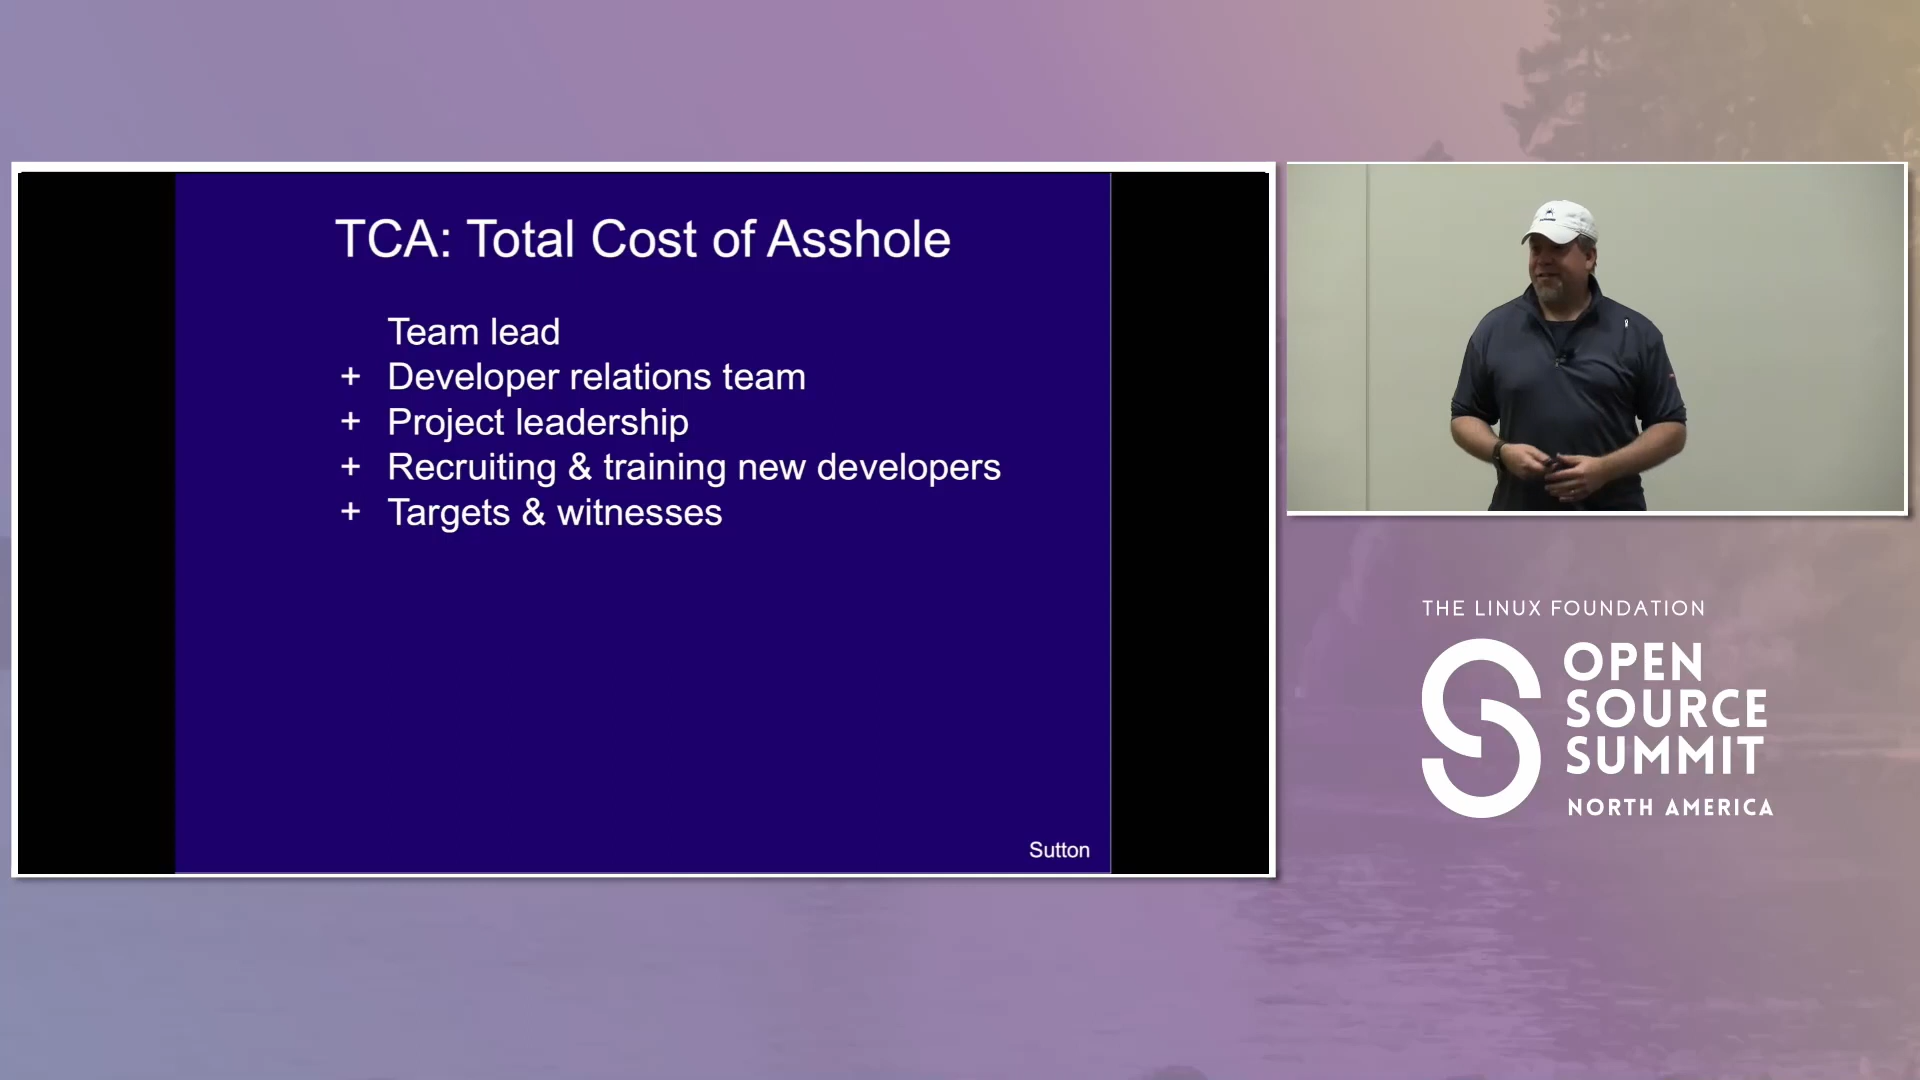 TCA: Total Cost of Asshole
Team lead
+ Developer relations team
+ Project leadership
+ Recruiting & training new developers
+ Targets & witnesses
Sutton
THE LINUX FOUNDATION
OPEN
SOURCE
SUMMIT
NORTH AMERICA